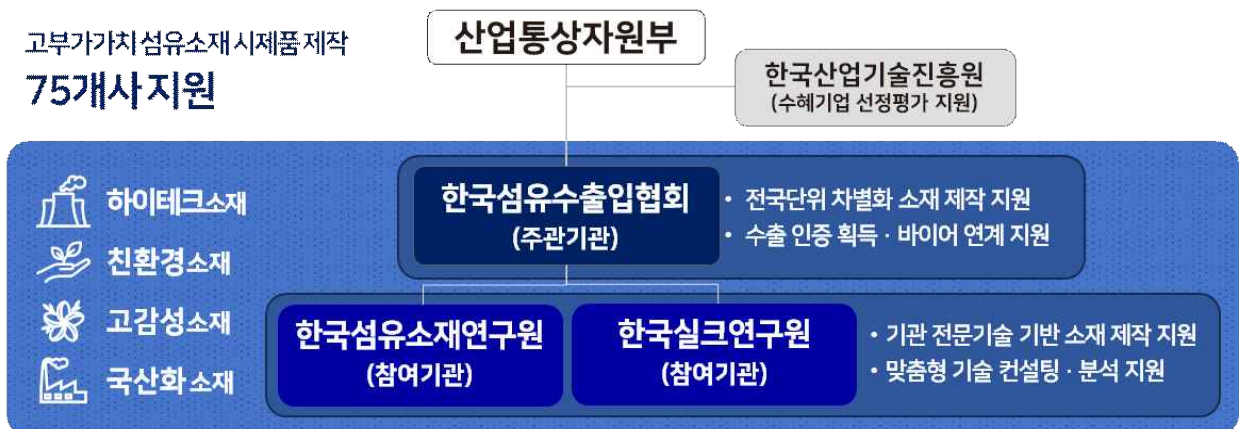 고부가가치 섬유소재 시제품 제작
75개사 지원
산업통상자원부
한국산업기술진흥원
(수혜기업 선정평가 지원)
하이테크소재
친환경소재
고감성소재
국산화 소재
한국섬유수출입협회
(주관기관)
• 전국단위 차별화 소재 제작 지원
• 수출 인증 획득 · 바이어 연계 지원
한국섬유소재연구원
(참여기관)
한국실크연구원
(참여기관)
• 기관 전문기술 기반 소재 제작 지원
• 맞춤형 기술 컨설팅 · 분석 지원